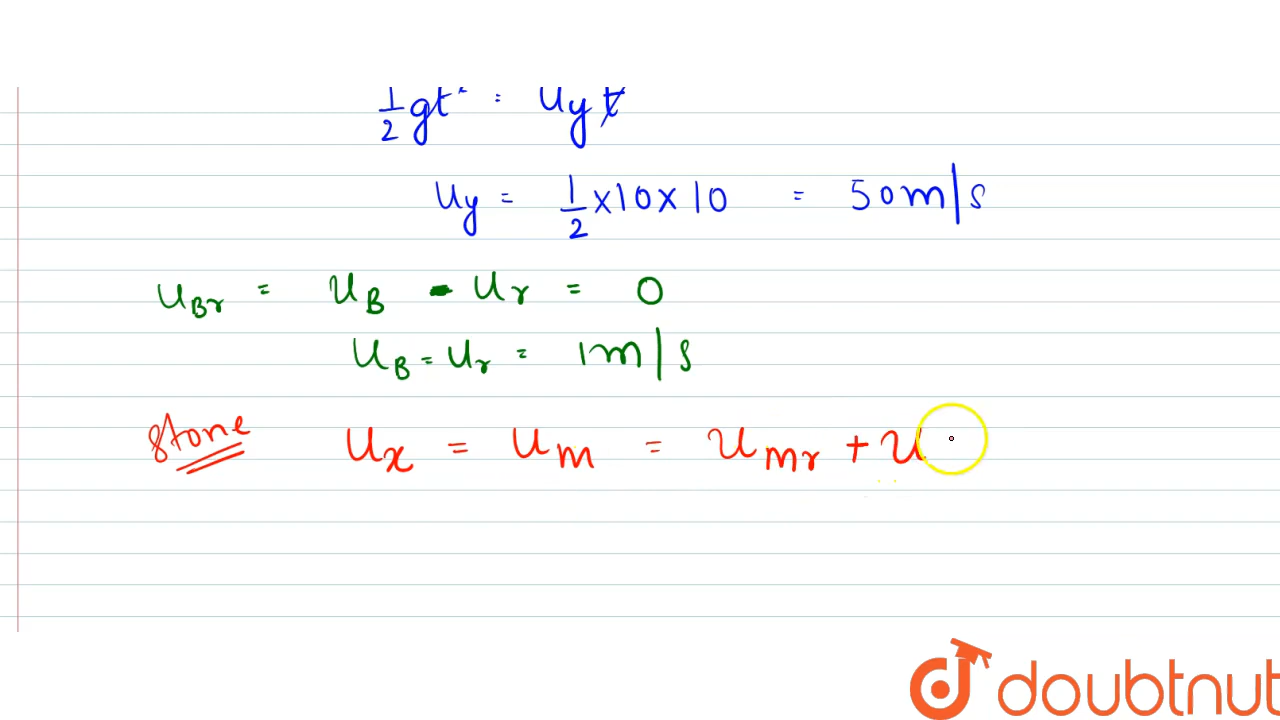 1/2 gt² = uy t
uy = 1/2 × 10 × 10 = 50 m/s
uBr = uB - ur = 0
uB = ur = 1 m/s
Stone ux = um = umr + u
doubtnut